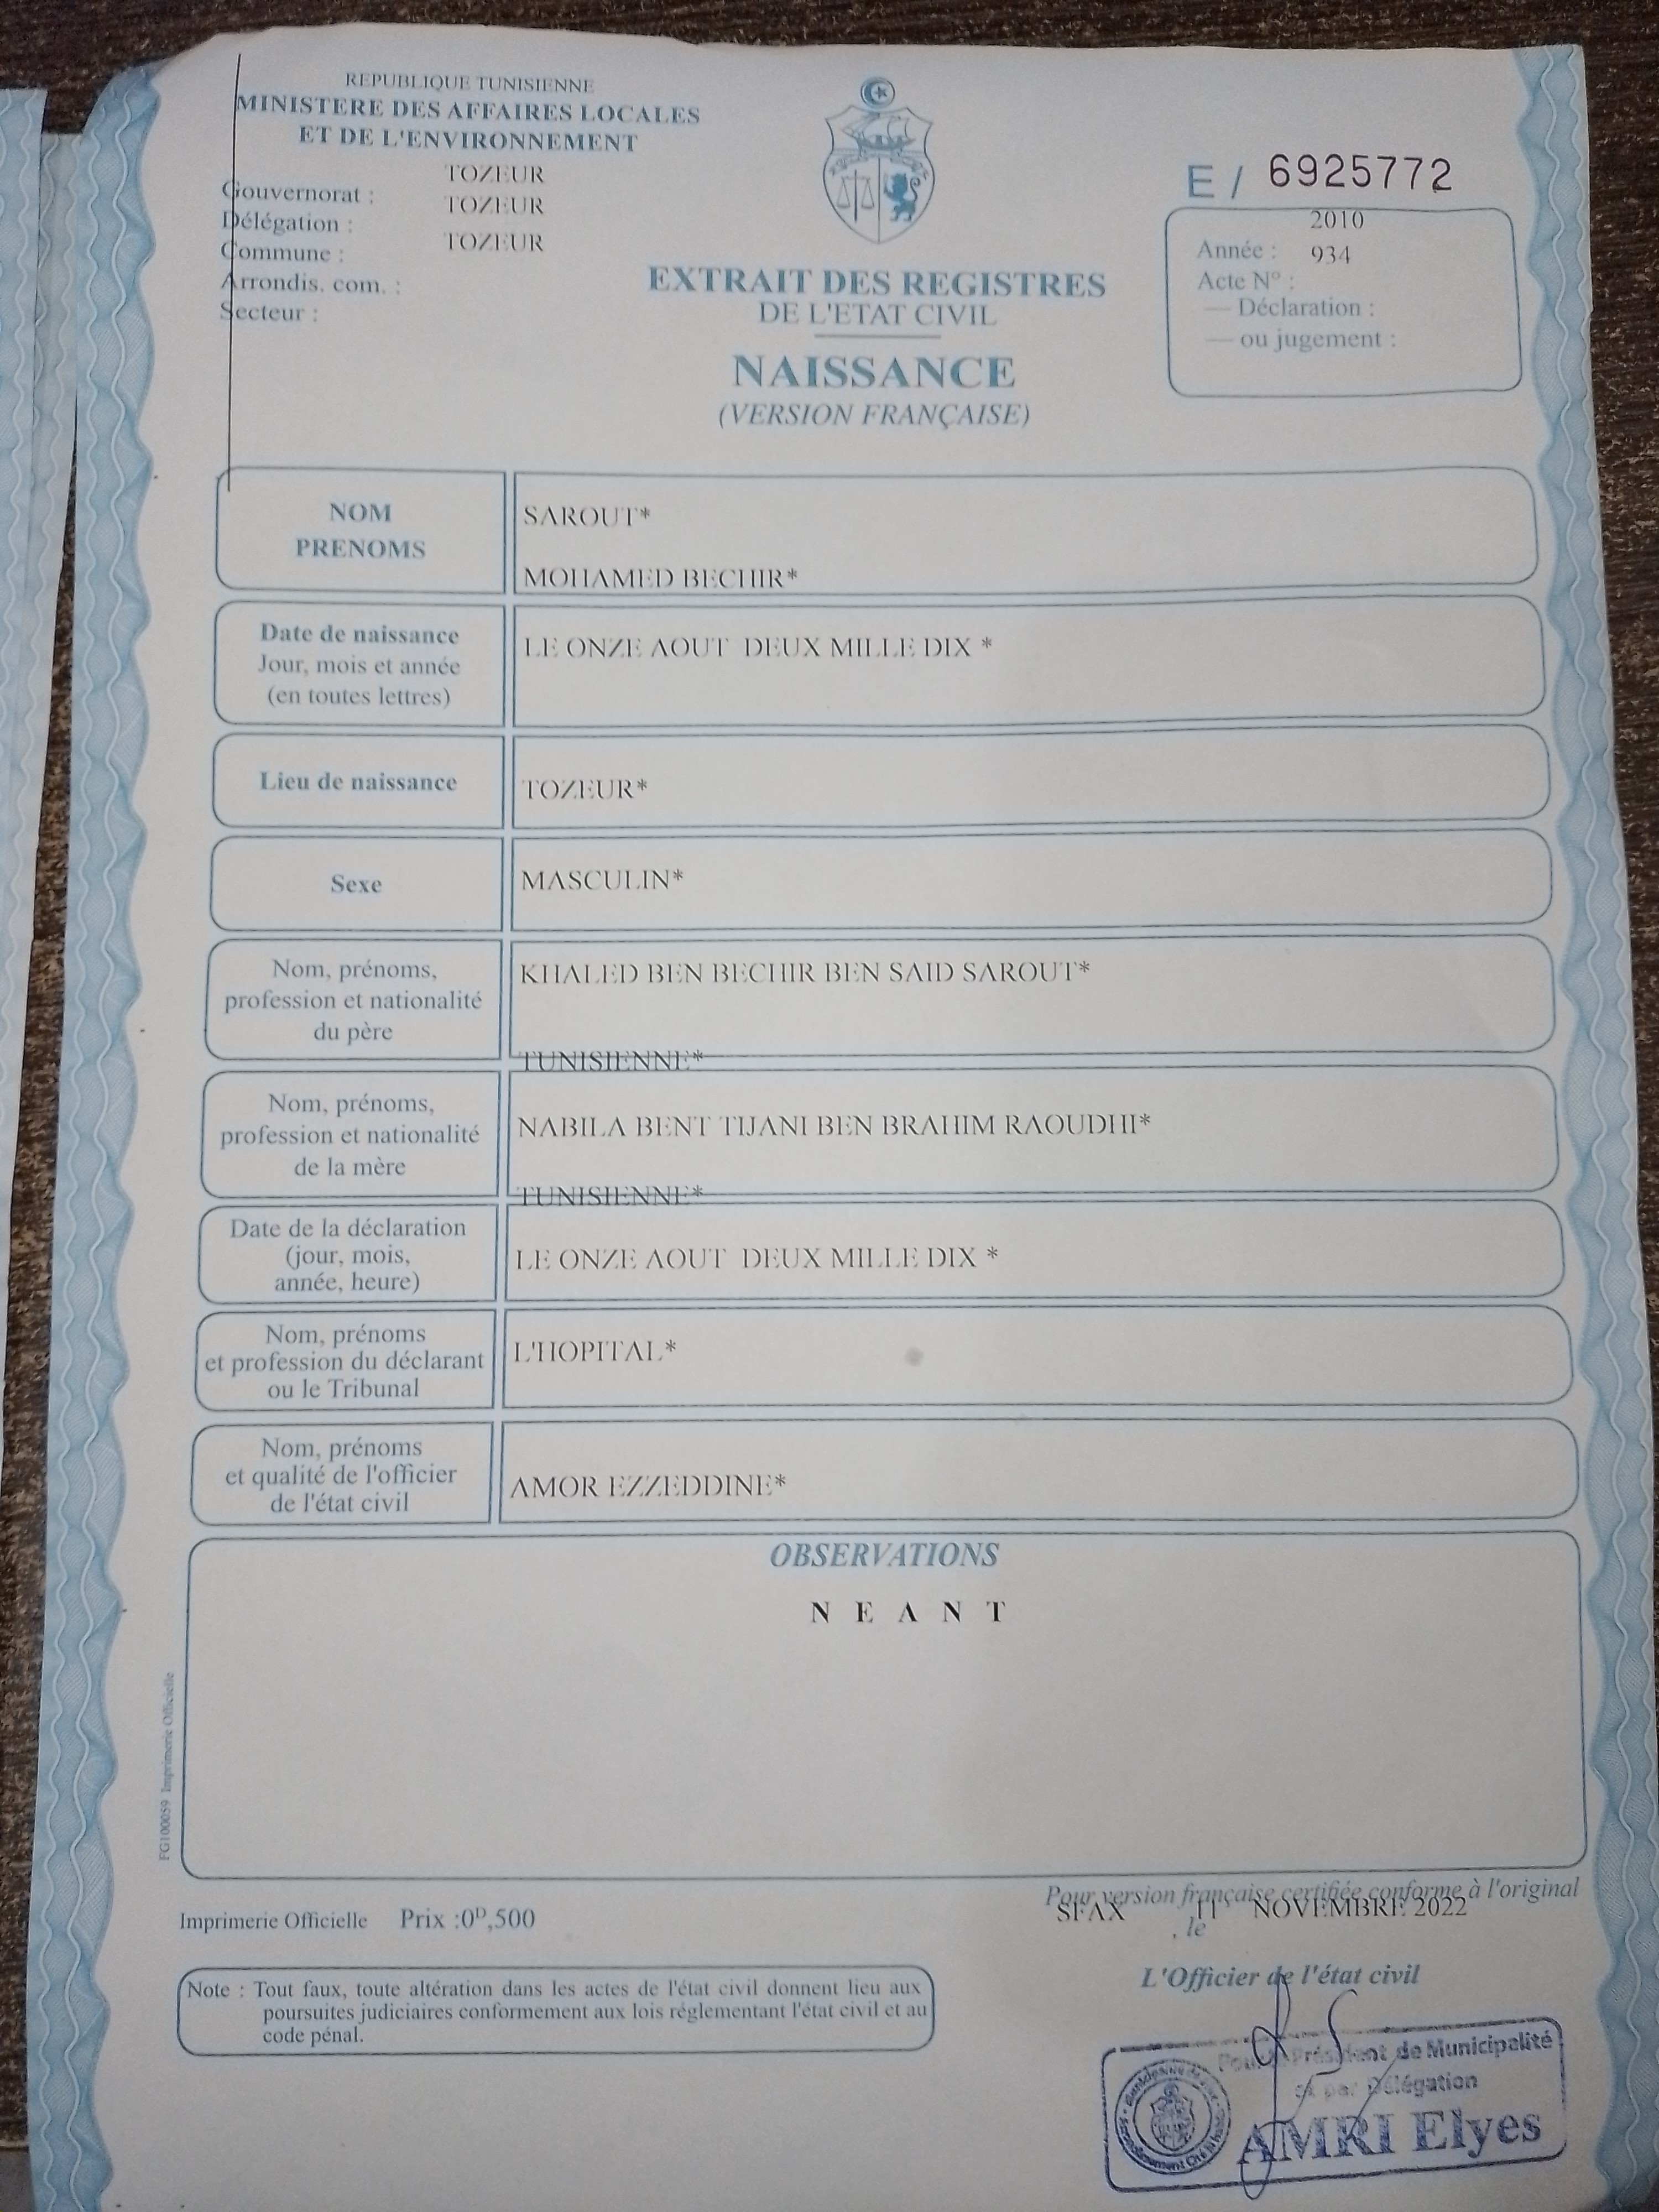 REPUBLIQUE TUNISIENNE
MINISTERE DES AFFAIRES LOCALES
ET DE L'ENVIRONNEMENT
Gouvernorat : TOZEUR
Délégation : TOZEUR
Commune : TOZEUR
Arrondis. com. :
Secteur :
E / 6925772
2010
Année : 934
Acte N° :
— Déclaration :
— ou jugement :
EXTRAIT DES REGISTRES
DE L'ETAT CIVIL
NAISSANCE
(VERSION FRANÇAISE)
NOM
PRENOMS
SAROUT*
MOHAMED BECHIR*
Date de naissance
Jour, mois et année
(en toutes lettres)
LE ONZE AOUT DEUX MILLE DIX *
Lieu de naissance
TOZEUR*
Sexe
MASCULIN*
Nom, prénoms,
profession et nationalité
du père
KHALED BEN BECHIR BEN SAID SAROUT*
TUNISIENNE*
Nom, prénoms,
profession et nationalité
de la mère
NABILA BENT TIJANI BEN BRAHIM RAOUDHI*
TUNISIENNE*
Date de la déclaration
(jour, mois,
année, heure)
LE ONZE AOUT DEUX MILLE DIX *
Nom, prénoms
et profession du déclarant
ou le Tribunal
L'HOPITAL*
Nom, prénoms
et qualité de l'officier
de l'état civil
AMOR EZZEDDINE*
OBSERVATIONS
N E A N T
FG100059 Imprimerie Officielle
Pour version française certifiée conforme à l'original
SFAX 11 NOVEMBRE 2022
, le
Imprimerie Officielle Prix :0ᴰ,500
L'Officier de l'état civil
Note : Tout faux, toute altération dans les actes de l'état civil donnent lieu aux
poursuites judiciaires conformement aux lois réglementant l'état civil et au
code pénal.
Pour le Président de Municipalité
et par Délégation
AMRI Elyes